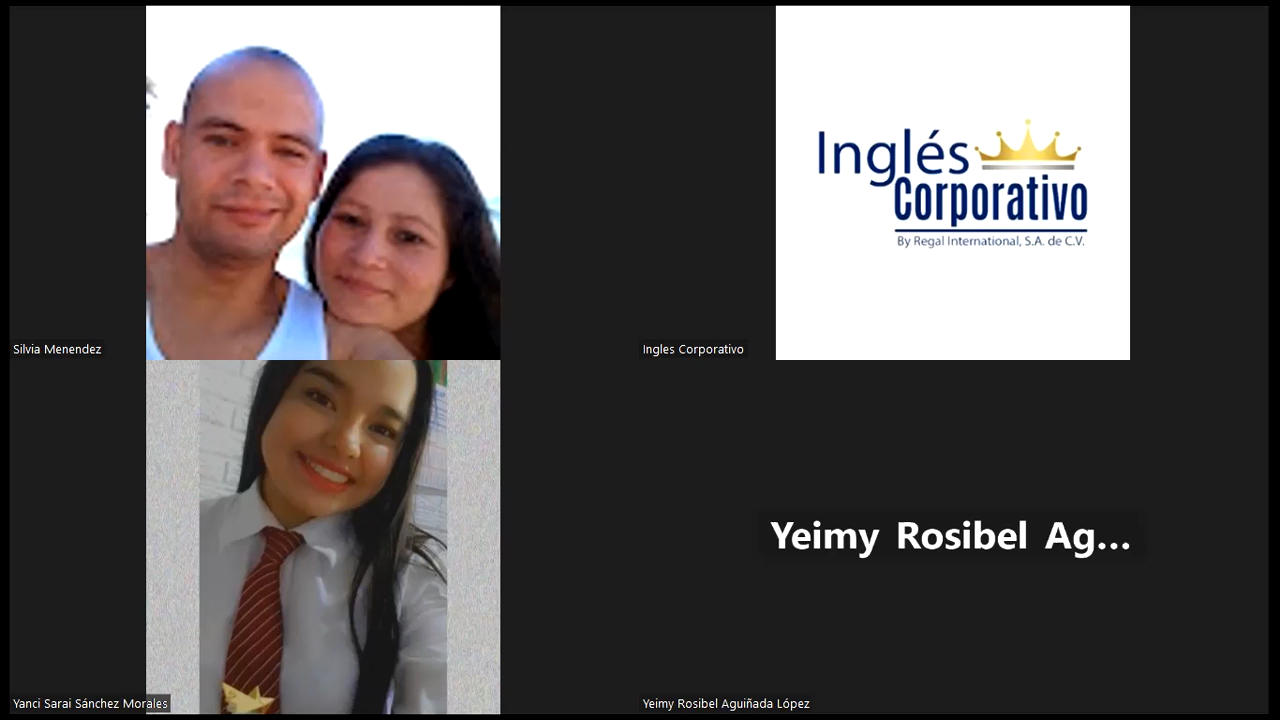 Inglés
Corporativo
By Regal International, S.A. de C.V.
Silvia Menendez
Ingles Corporativo
Yeimy Rosibel Ag...
Yanci Sarai Sánchez Morales
Yeimy Rosibel Aguiñada López